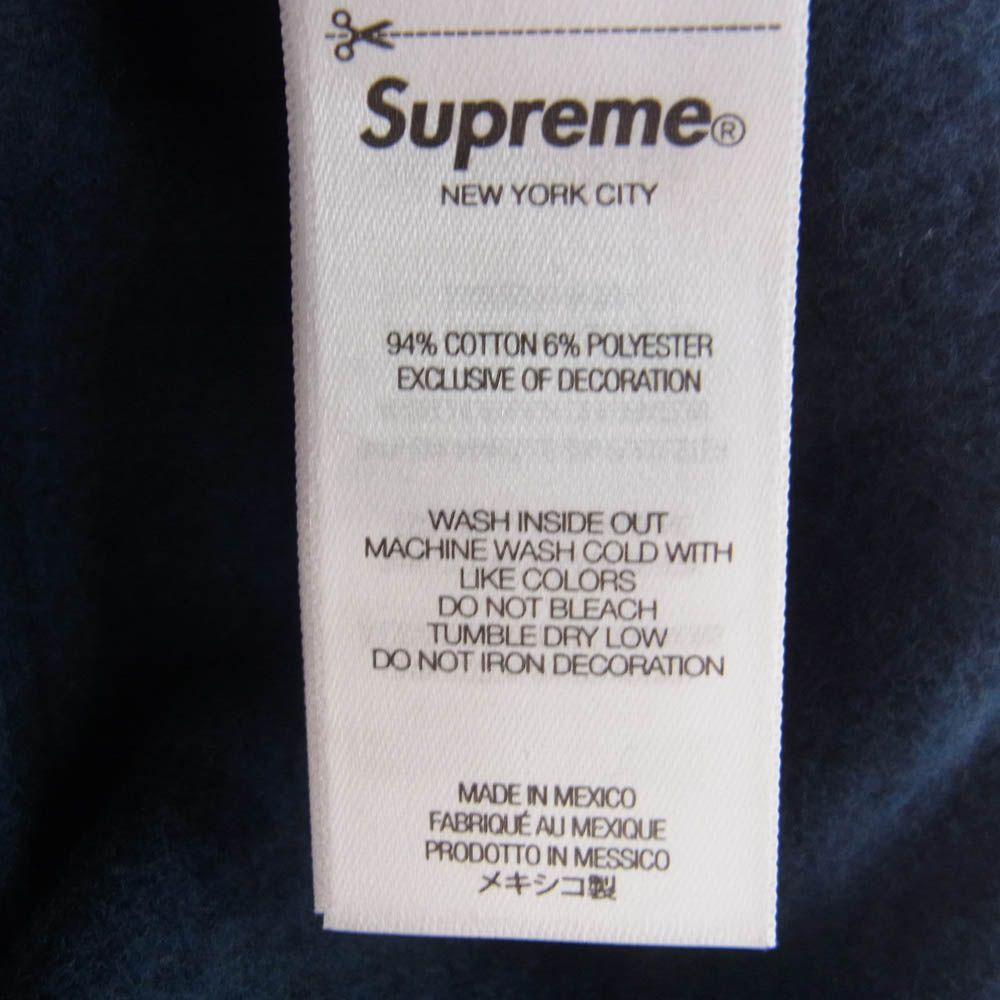 Supreme®
NEW YORK CITY
94% COTTON 6% POLYESTER
EXCLUSIVE OF DECORATION
WASH INSIDE OUT
MACHINE WASH COLD WITH
LIKE COLORS
DO NOT BLEACH
TUMBLE DRY LOW
DO NOT IRON DECORATION
MADE IN MEXICO
FABRIQUÉ AU MEXIQUE
PRODOTTO IN MESSICO
メキシコ製